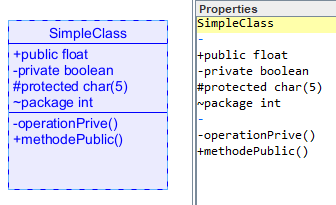 SimpleClass
+public float
-private boolean
#protected char(5)
~package int
-operationPrive()
+methodePublic()
Properties
SimpleClass
-
+public float
-private boolean
#protected char(5)
~package int
-
-operationPrive()
+methodePublic()